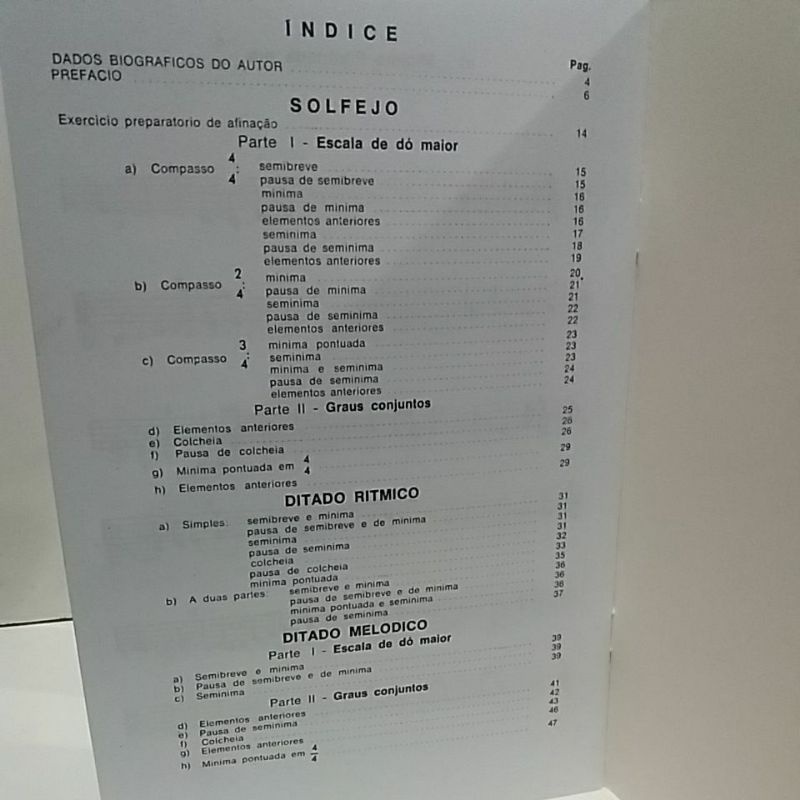 ÍNDICE
Pag.
DADOS BIOGRAFICOS DO AUTOR 4
PREFACIO 6
SOLFEJO
Exercicio preparatorio de afinação 14
Parte I - Escala de dó maior
a) Compasso 4/4: semibreve 15
pausa de semibreve 15
minima 16
pausa de minima 16
elementos anteriores 16
seminima 17
pausa de seminima 18
elementos anteriores 19
b) Compasso 2/4: minima 20
pausa de minima 21
seminima 21
pausa de seminima 22
elementos anteriores 22
c) Compasso 3/4: minima pontuada 23
seminima 23
minima e seminima 23
pausa de seminima 24
elementos anteriores 24
Parte II - Graus conjuntos
d) Elementos anteriores 25
e) Colcheia 26
f) Pausa de colcheia 26
g) Minima pontuada em 4/4 29
h) Elementos anteriores 29
DITADO RITMICO
a) Simples: semibreve e minima 31
pausa de semibreve e de minima 31
seminima 31
pausa de seminima 31
colcheia 32
pausa de colcheia 33
minima pontuada 35
b) A duas partes: semibreve e minima 36
pausa de semibreve e de minima 36
minima pontuada e seminima 36
pausa de seminima 37
DITADO MELODICO
Parte I - Escala de dó maior
a) Semibreve e minima 39
b) Pausa de semibreve e de minima 39
c) Seminima 39
Parte II - Graus conjuntos
d) Elementos anteriores 41
e) Pausa de seminima 42
f) Colcheia 43
g) Elementos anteriores 46
h) Minima pontuada em 4/4 47